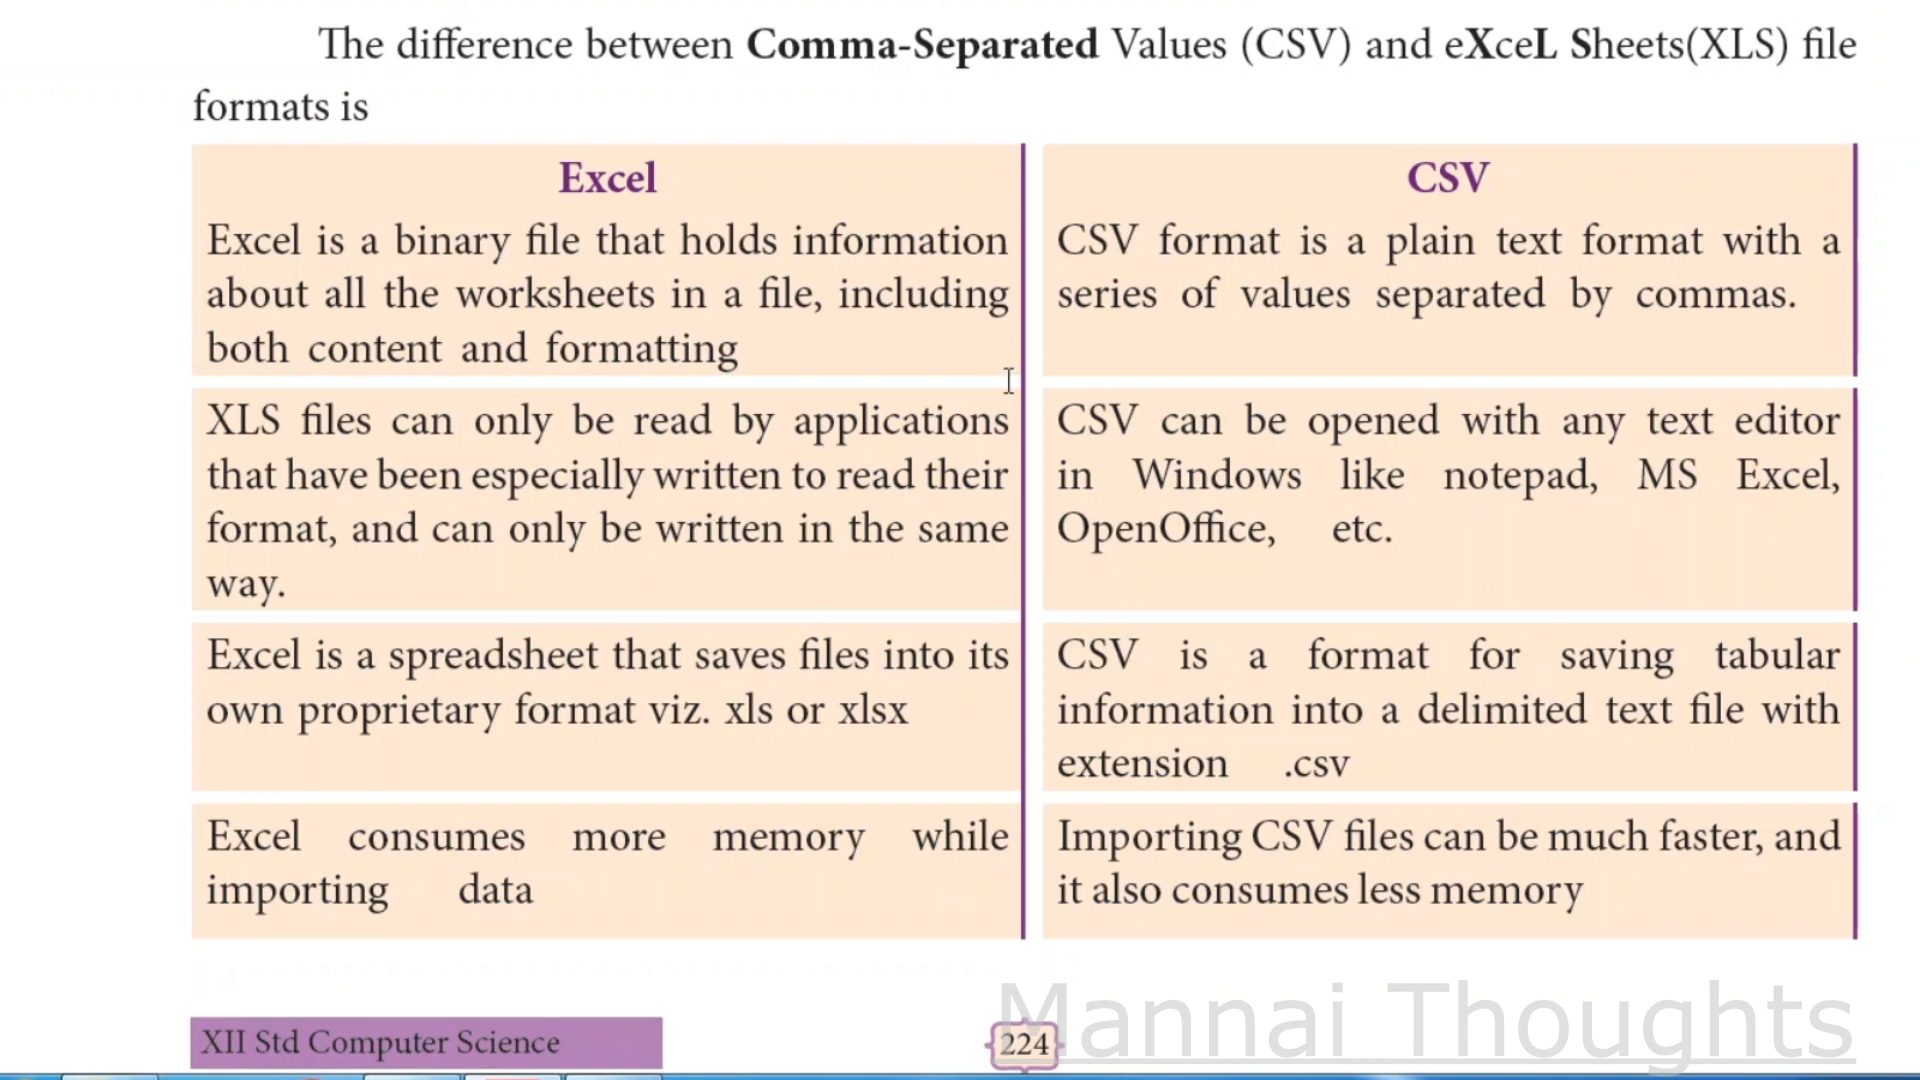 The difference between Comma-Separated Values (CSV) and eXceL Sheets(XLS) file
formats is
Excel
Excel is a binary file that holds information
about all the worksheets in a file, including
both content and formatting
CSV
CSV format is a plain text format with a
series of values separated by commas.
XLS files can only be read by applications
that have been especially written to read their
format, and can only be written in the same
way.
CSV can be opened with any text editor
in Windows like notepad, MS Excel,
OpenOffice, etc.
Excel is a spreadsheet that saves files into its
own proprietary format viz. xls or xlsx
CSV is a format for saving tabular
information into a delimited text file with
extension .csv
Excel consumes more memory while
importing data
Importing CSV files can be much faster, and
it also consumes less memory
XII Std Computer Science
224
Mannai Thoughts